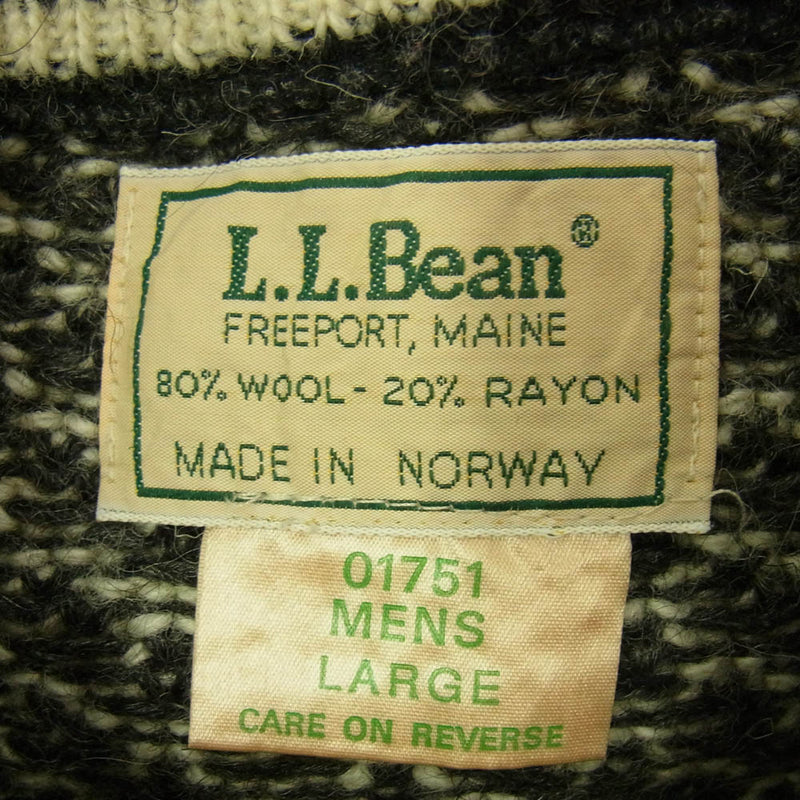 L.L.Bean®
FREEPORT, MAINE
80% WOOL - 20% RAYON
MADE IN NORWAY
01751
MENS
LARGE
CARE ON REVERSE